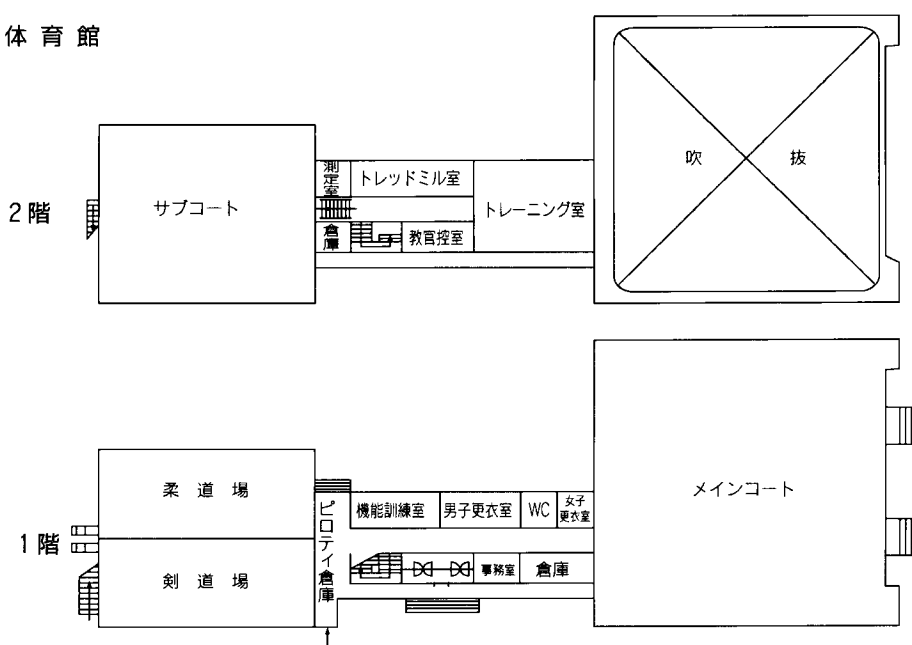 体育館
2階
サブコート
測定室
トレッドミル室
倉庫
教官控室
トレーニング室
吹抜
1階
柔道場
剣道場
ピロティ倉庫
機能訓練室
男子更衣室
WC
女子
更衣室
事務室
倉庫
メインコート